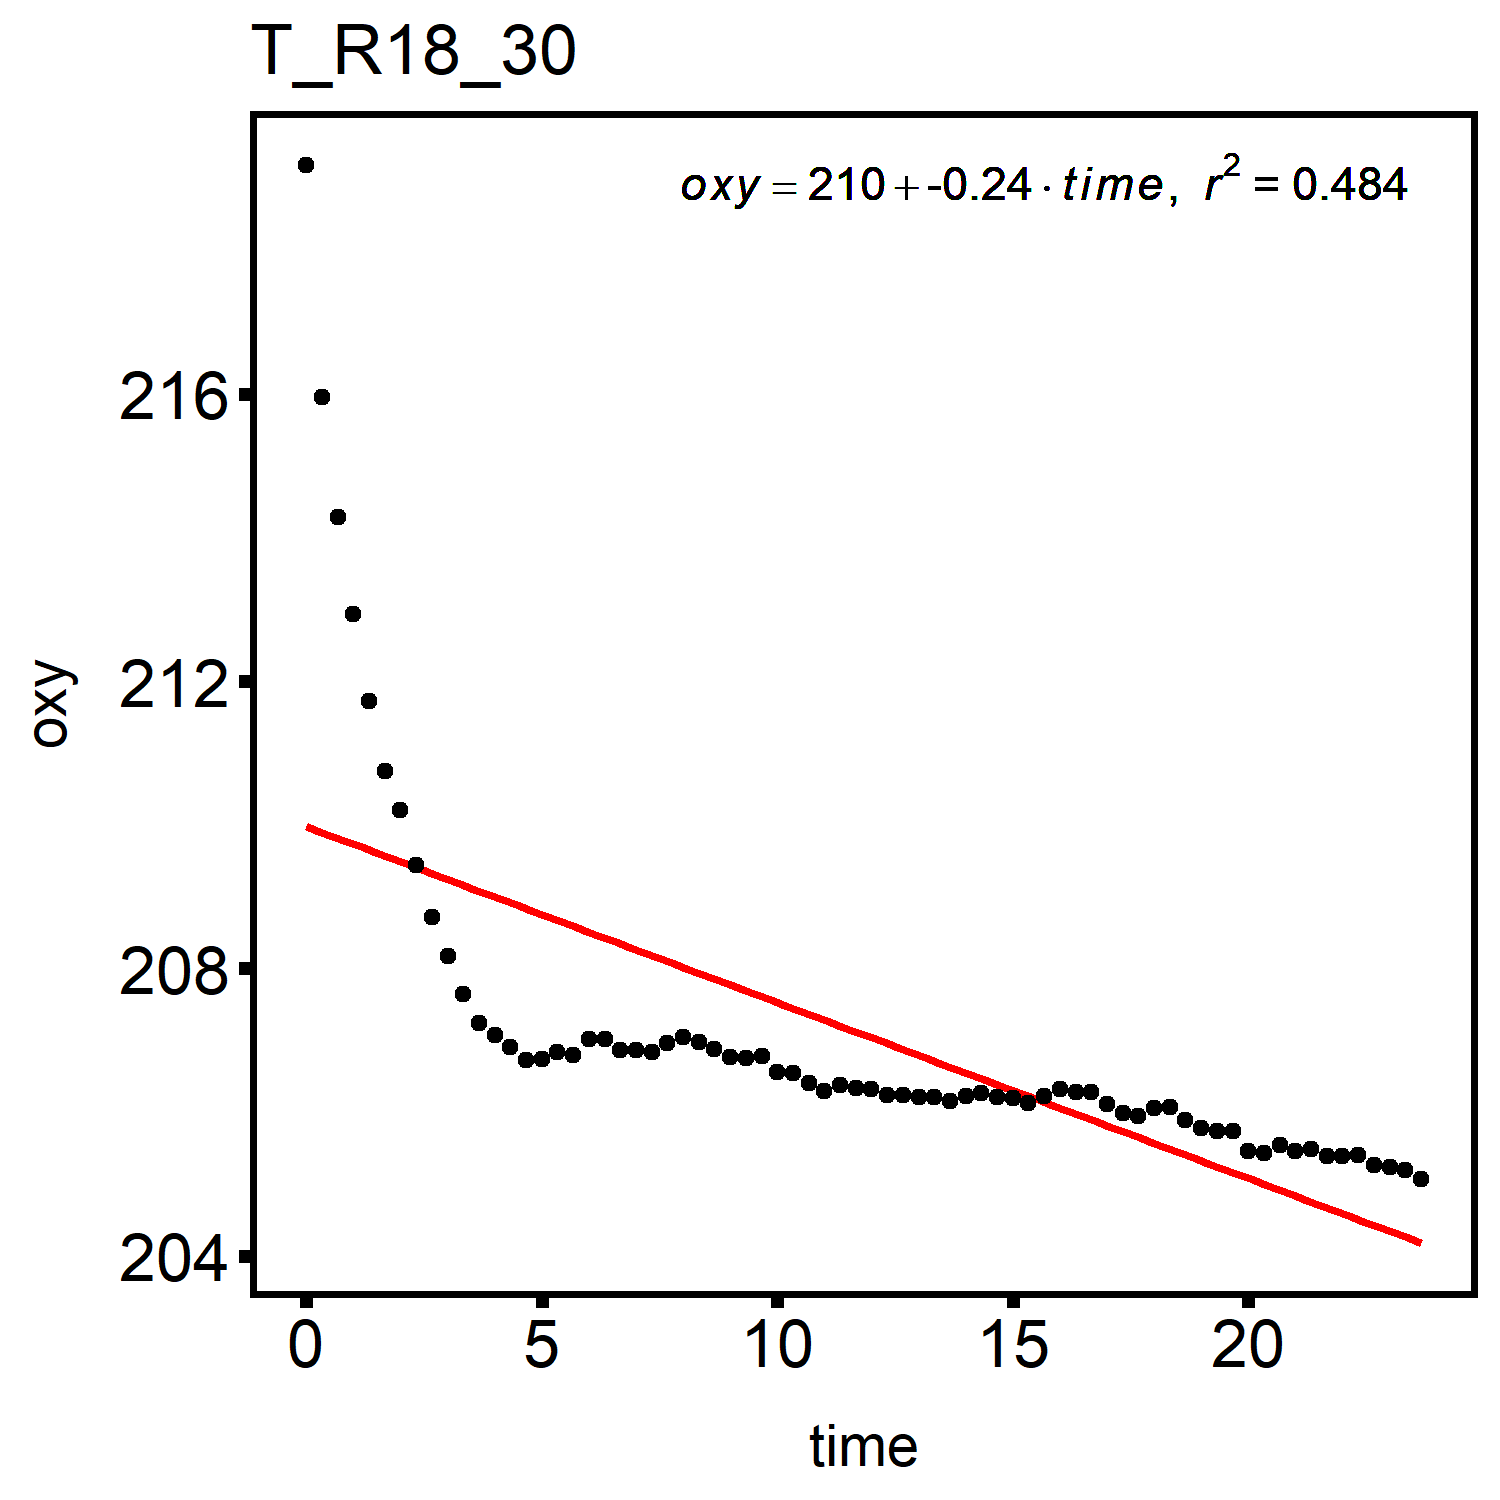 T_R18_30
oxy = 210 + -0.24 · time, r² = 0.484
216
212
208
204
oxy
0 5 10 15 20
time